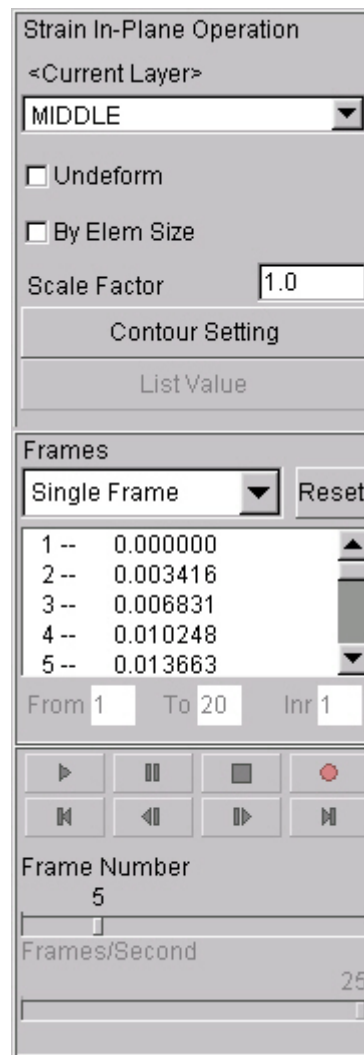 Strain In-Plane Operation
<Current Layer>
MIDDLE
Undeform
By Elem Size
Scale Factor 1.0
Contour Setting
List Value
Frames
Single Frame Reset
1 -- 0.000000
2 -- 0.003416
3 -- 0.006831
4 -- 0.010248
5 -- 0.013663
From 1 To 20 Inr 1
Frame Number
5
Frames/Second
25